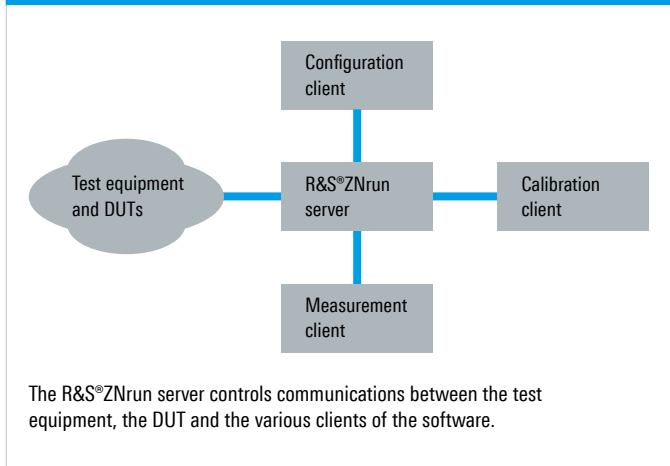 Configuration
client
Test equipment
and DUTs
R&S®ZNrun
server
Calibration
client
Measurement
client
The R&S®ZNrun server controls communications between the test
equipment, the DUT and the various clients of the software.